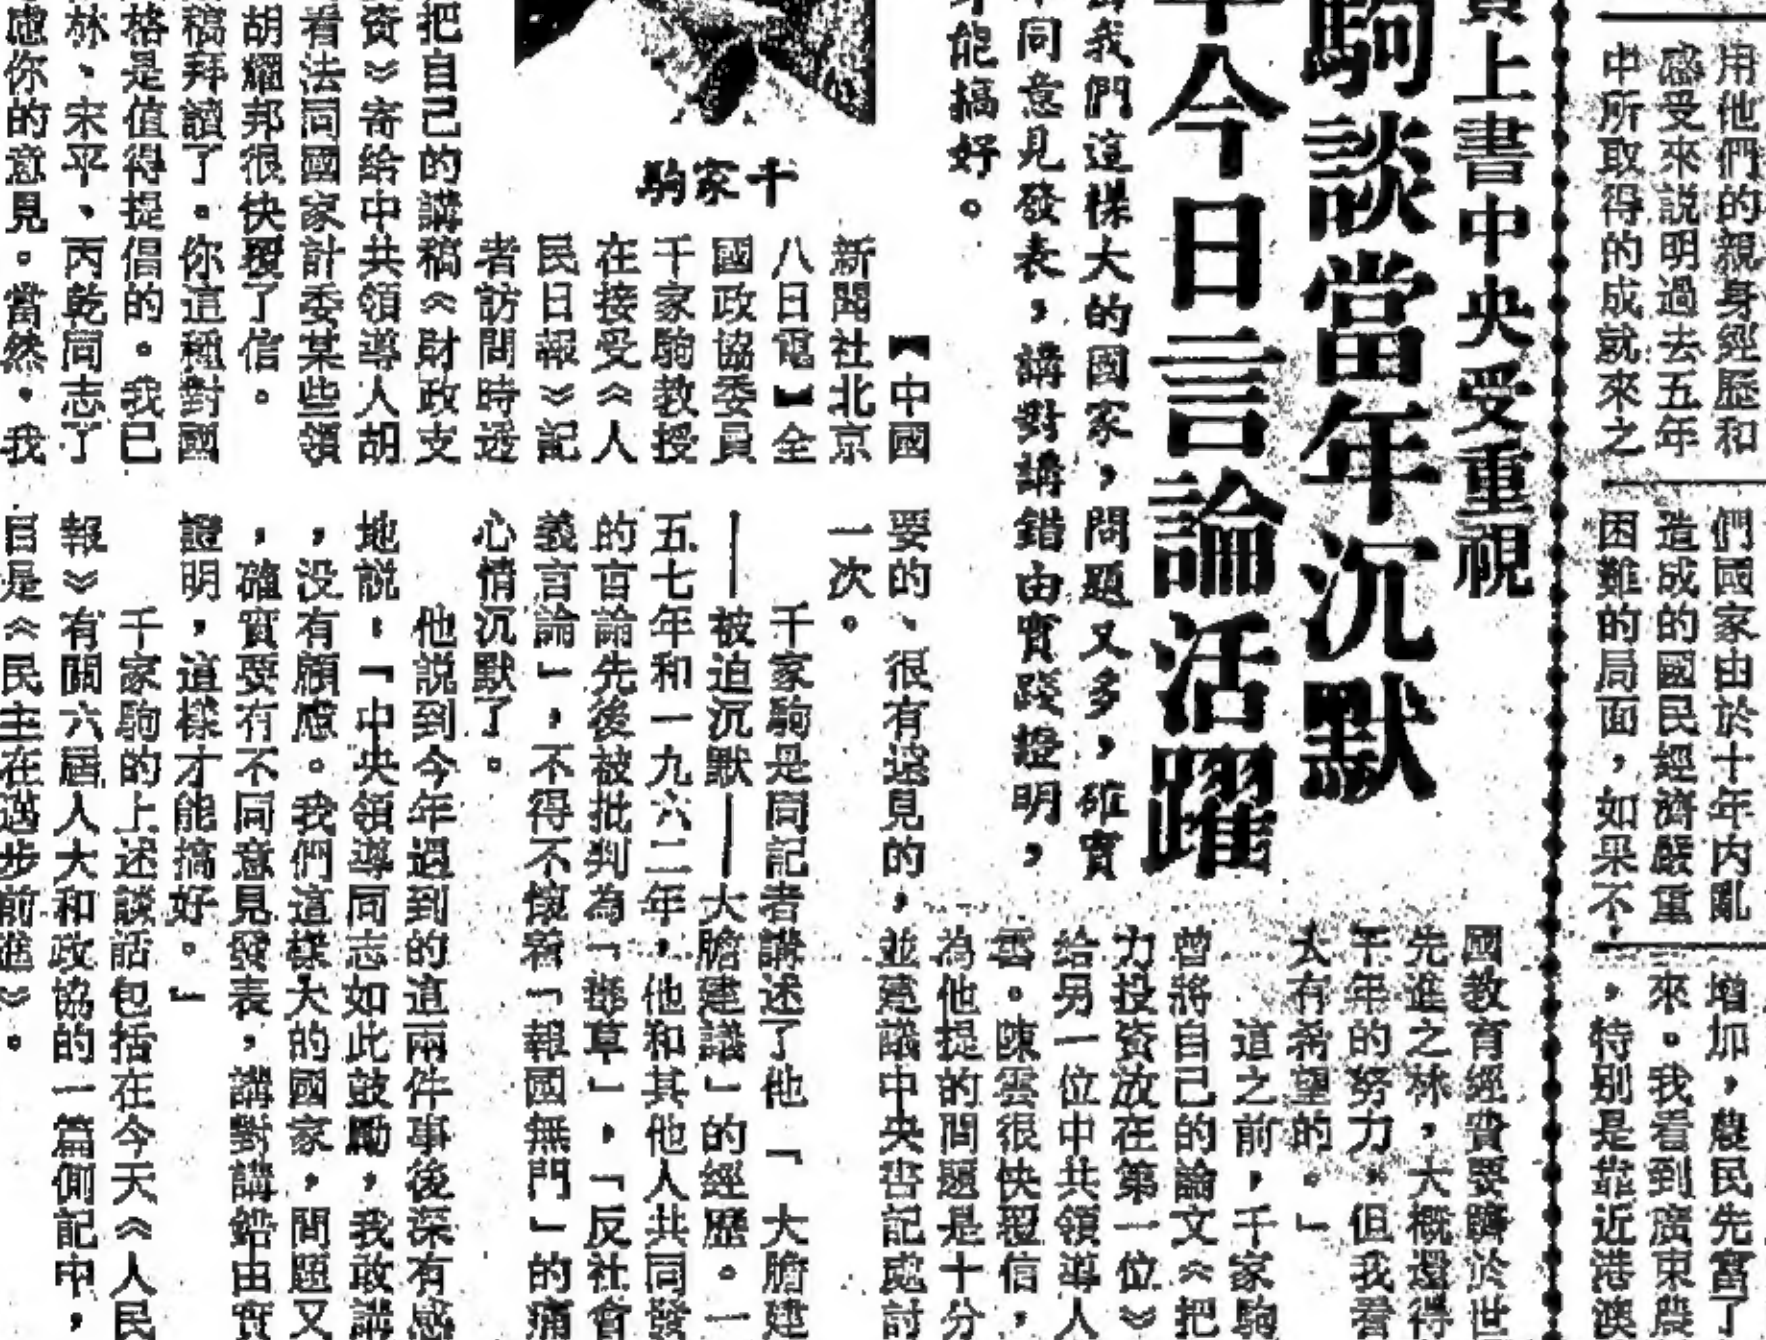 用他們的親身經歷和
感受來説明過去五年
中所取得的成就來之
們國家由於十年内亂
造成的國民經濟嚴重
困難的局面，如果不
增加，農民先富了
來。我看到廣東農
，特别是靠近港澳
上書中央受重視
駒談當年沉默
今日言論活躍
我們這樣大的國家，問題又多，確實
同意見發表，講對講錯由實踐證明，
能搞好。
千家駒
【中國
新聞社北京
八日電】全
國政協委員
千家駒教授
在接受《人
民日報》記
者訪問時透
把自己的講稿《財政支
資》寄給中共領導人胡
看法同國家計委某些領
胡耀邦很快覆了信。
稿拜讀了。你這種對國
格是值得提倡的。我已
林、宋平、丙乾同志了
慮你的意見。當然，我
國教育經費要躋於世
先進之林，大概還得
干年的努力，但我看
大有希望的。」
這之前，千家駒
曾將自己的論文《把
力投資放在第一位》
给另一位中共領導人
雲。陳雲很快覆信，
為他提的問題是十分
要的、很有遠見的，並建議中央書記處討
一次。
千家駒是同記者講述了他「大膽建
——被迫沉默——大膽建議」的經歷。一
五七年和一九六二年，他和其他人共同發
的言論先後被批判為「毒草」，「反社會
義言論」，不得不懷着「報國無門」的痛
心情沉默了。
他説到今年遇到的這兩件事後深有感
地説，「中央領導同志如此鼓勵，我敢講
，没有顧慮。我們這樣大的國家，問題又
，確實要有不同意見發表，講對講錯由實
證明，這樣才能搞好。」
千家駒的上述談話包括在今天《人民
報》有關六屆人大和政協的一篇側記中，
目是《民主在邁步前進》。